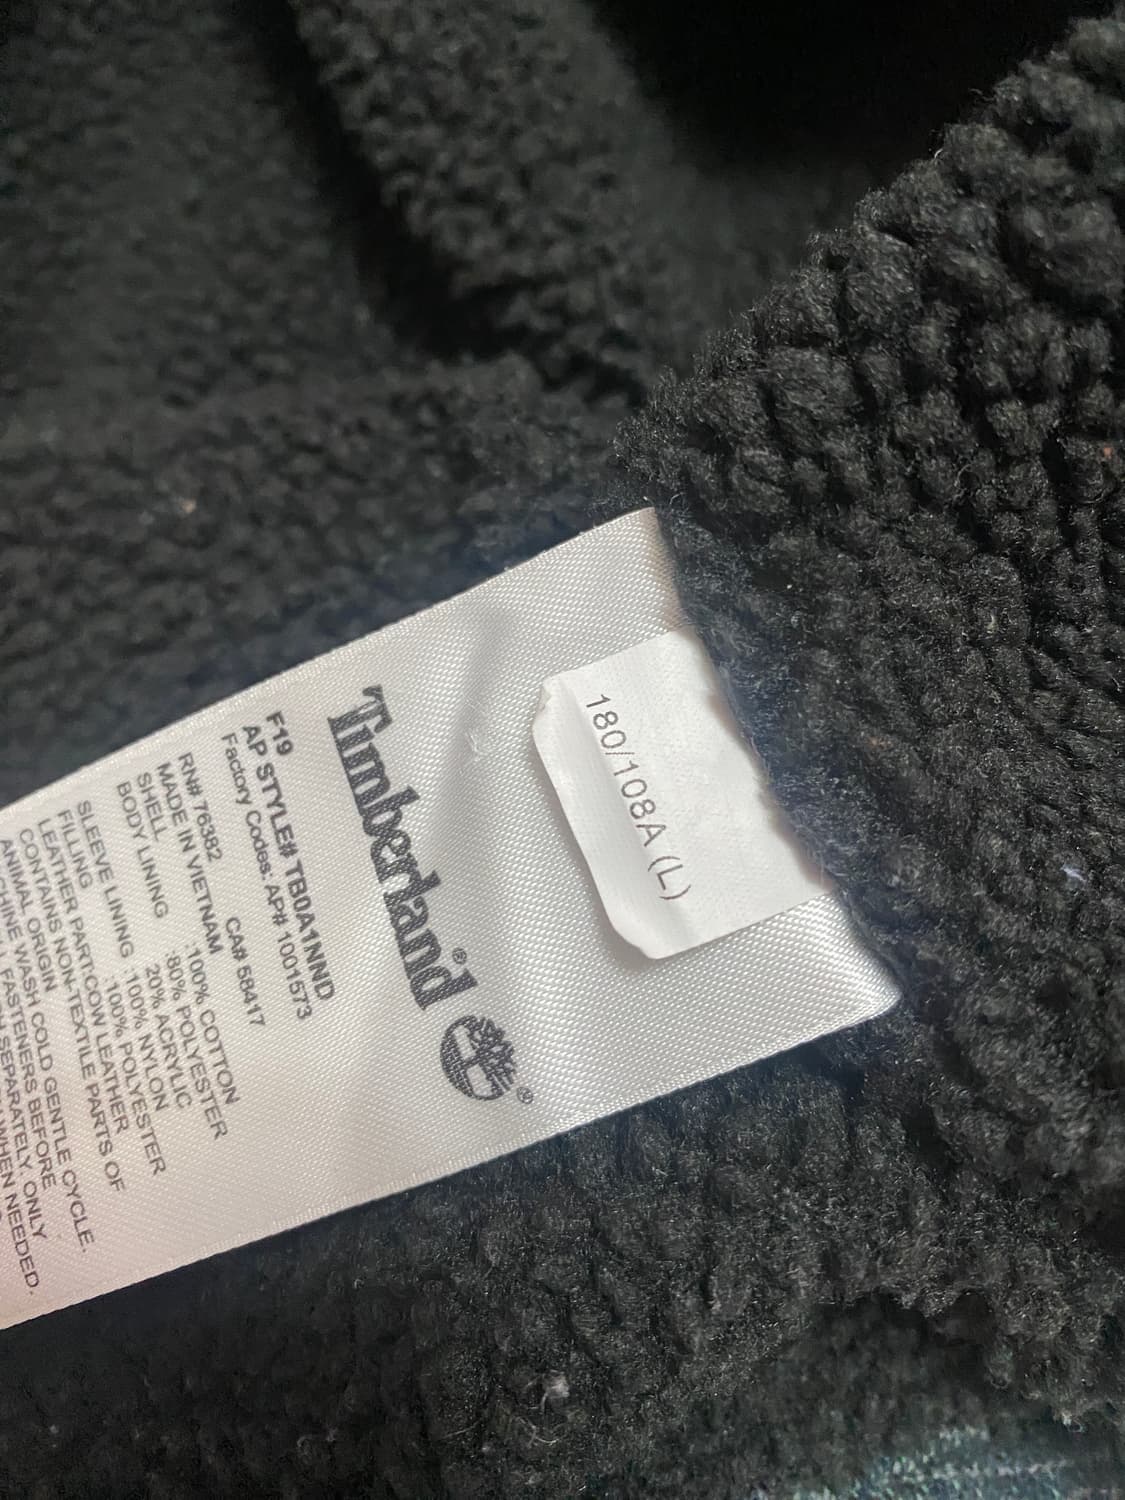 180/108A (L)
Timberland®
®
F19
AP STYLE# TB0A1NND
Factory Codes: AP# 1001573
RN# 76382 CA# 58417
MADE IN VIETNAM
SHELL :100% COTTON
BODY LINING :80% POLYESTER
20% ACRYLIC
SLEEVE LINING :100% NYLON
FILLING :100% POLYESTER
LEATHER PART:COW LEATHER
CONTAINS NON-TEXTILE PARTS OF
ANIMAL ORIGIN
WASH COLD GENTLE CYCLE.
FASTENERS BEFORE
SEPARATELY, ONLY
WHEN NEEDED.